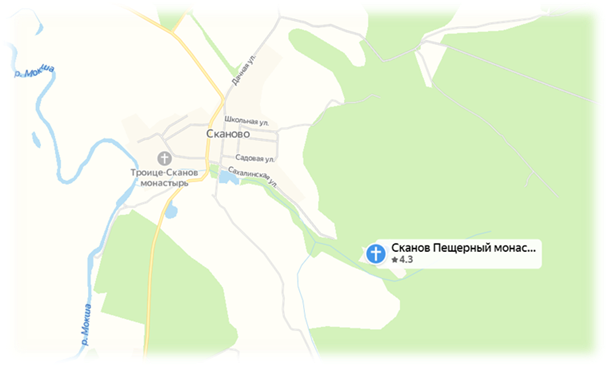 р. Мокша
Дачная ул.
Школьная ул.
Сканово
Садовая ул.
Троице-Сканов
монастырь
Сахалинская ул.
Сканов Пещерный монас...
★4.3
р. Мокша